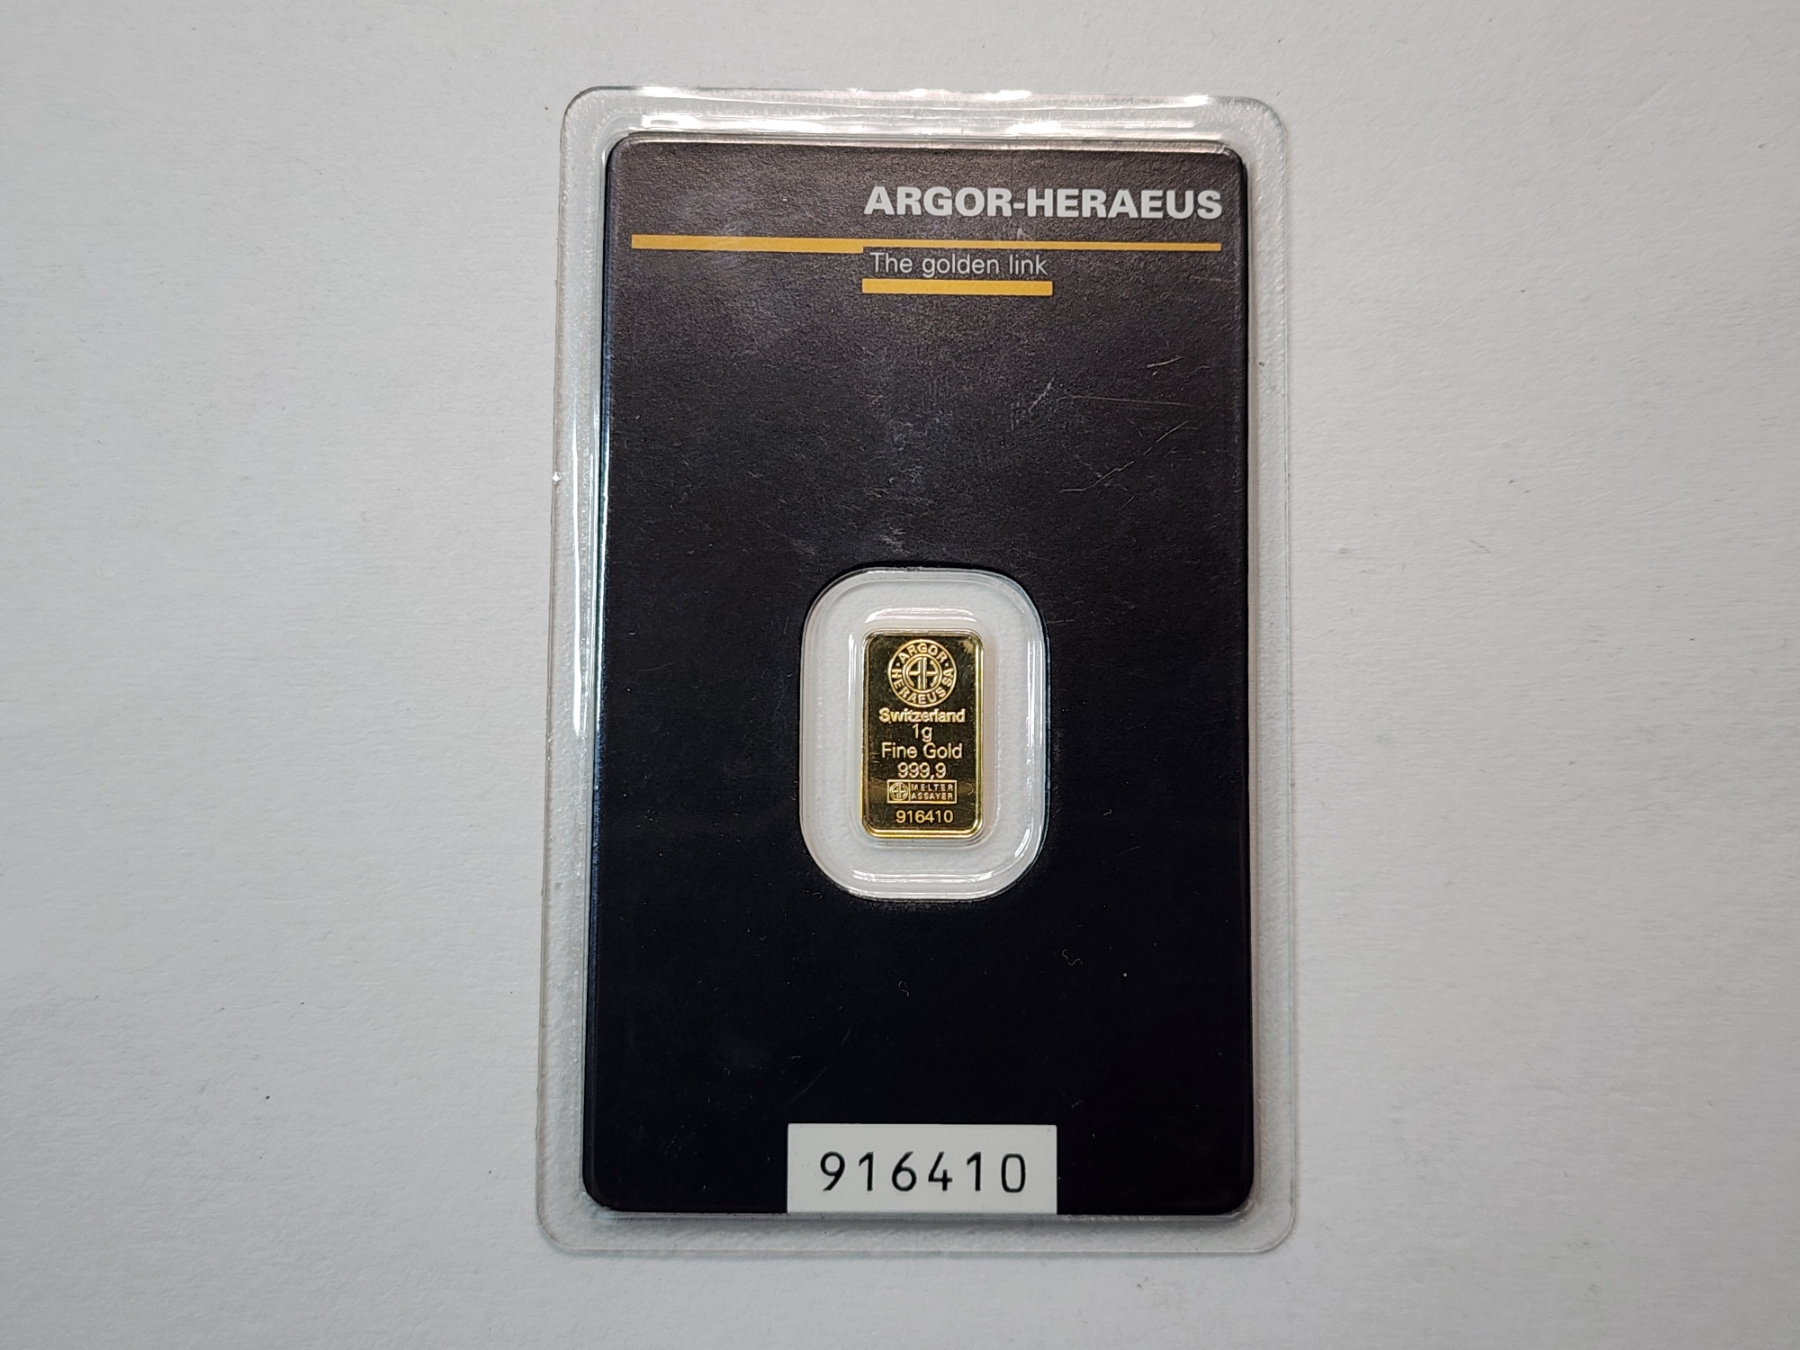 ARGOR-HERAEUS
The golden link
ARGOR
HERAEUS SA
Switzerland
1g
Fine Gold
999,9
MELTER
ASSAYER
916410
916410